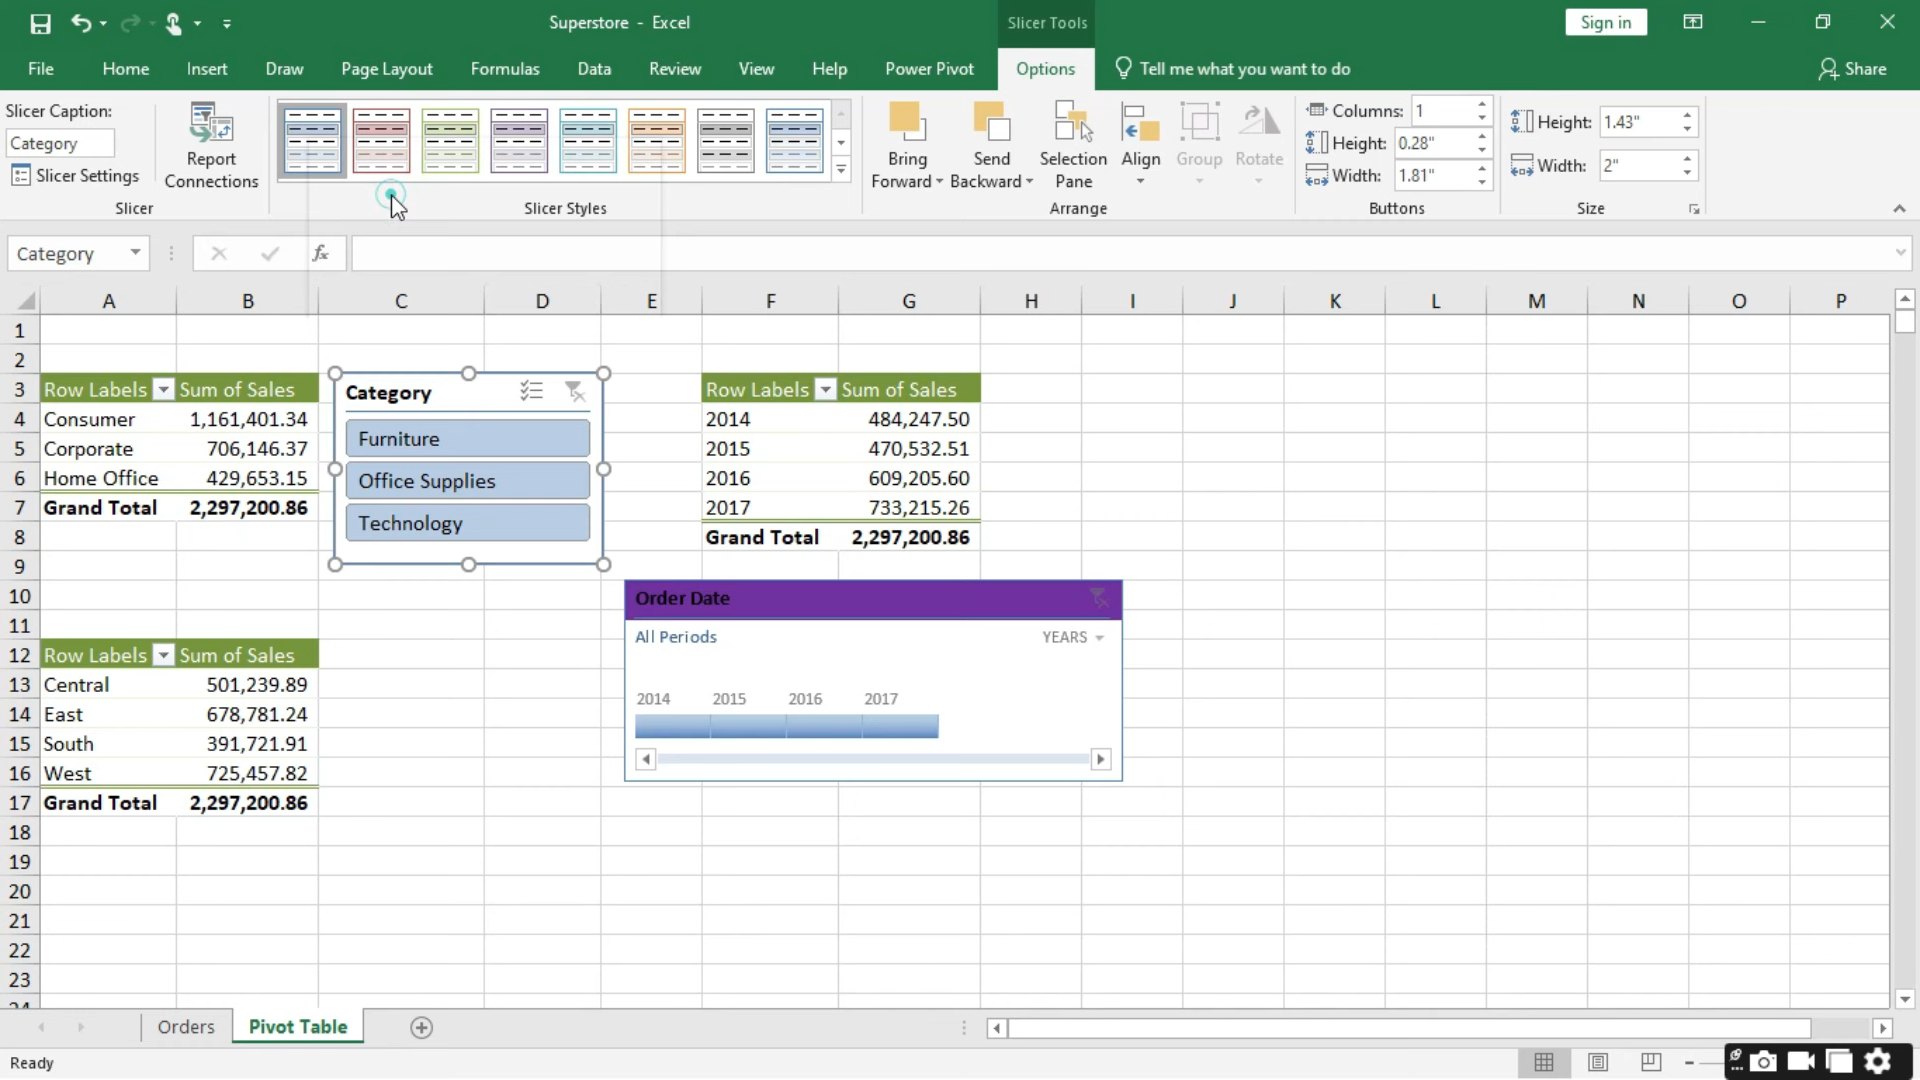 Superstore - Excel
Slicer Tools
Sign in
File Home Insert Draw Page Layout Formulas Data Review View Help Power Pivot Options Tell me what you want to do Share
Slicer Caption:
Category
Slicer Settings
Report Connections
Slicer
Slicer Styles
Bring Forward
Send Backward
Selection Pane
Align
Group
Rotate
Arrange
Columns: 1
Height: 0.28"
Width: 1.81"
Buttons
Height: 1.43"
Width: 2"
Size
Category
fx
A B C D E F G H I J K L M N O P
1
2
3 Row Labels Sum of Sales
4 Consumer 1,161,401.34
5 Corporate 706,146.37
6 Home Office 429,653.15
7 Grand Total 2,297,200.86
Category
Furniture
Office Supplies
Technology
Row Labels Sum of Sales
2014 484,247.50
2015 470,532.51
2016 609,205.60
2017 733,215.26
Grand Total 2,297,200.86
8
9
10
11
Order Date
All Periods YEARS
2014 2015 2016 2017
12 Row Labels Sum of Sales
13 Central 501,239.89
14 East 678,781.24
15 South 391,721.91
16 West 725,457.82
17 Grand Total 2,297,200.86
18
19
20
21
22
23
24
Orders Pivot Table
Ready